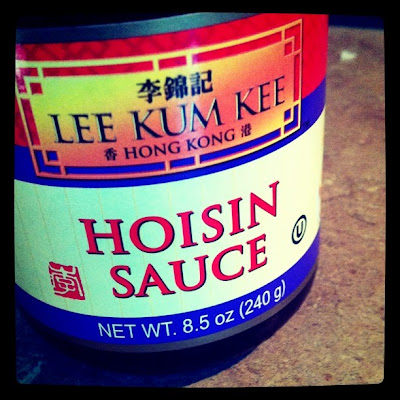 李錦記
LEE KUM KEE
香 HONG KONG 港
HOISIN
SAUCE
U
NET WT. 8.5 oz (240 g)